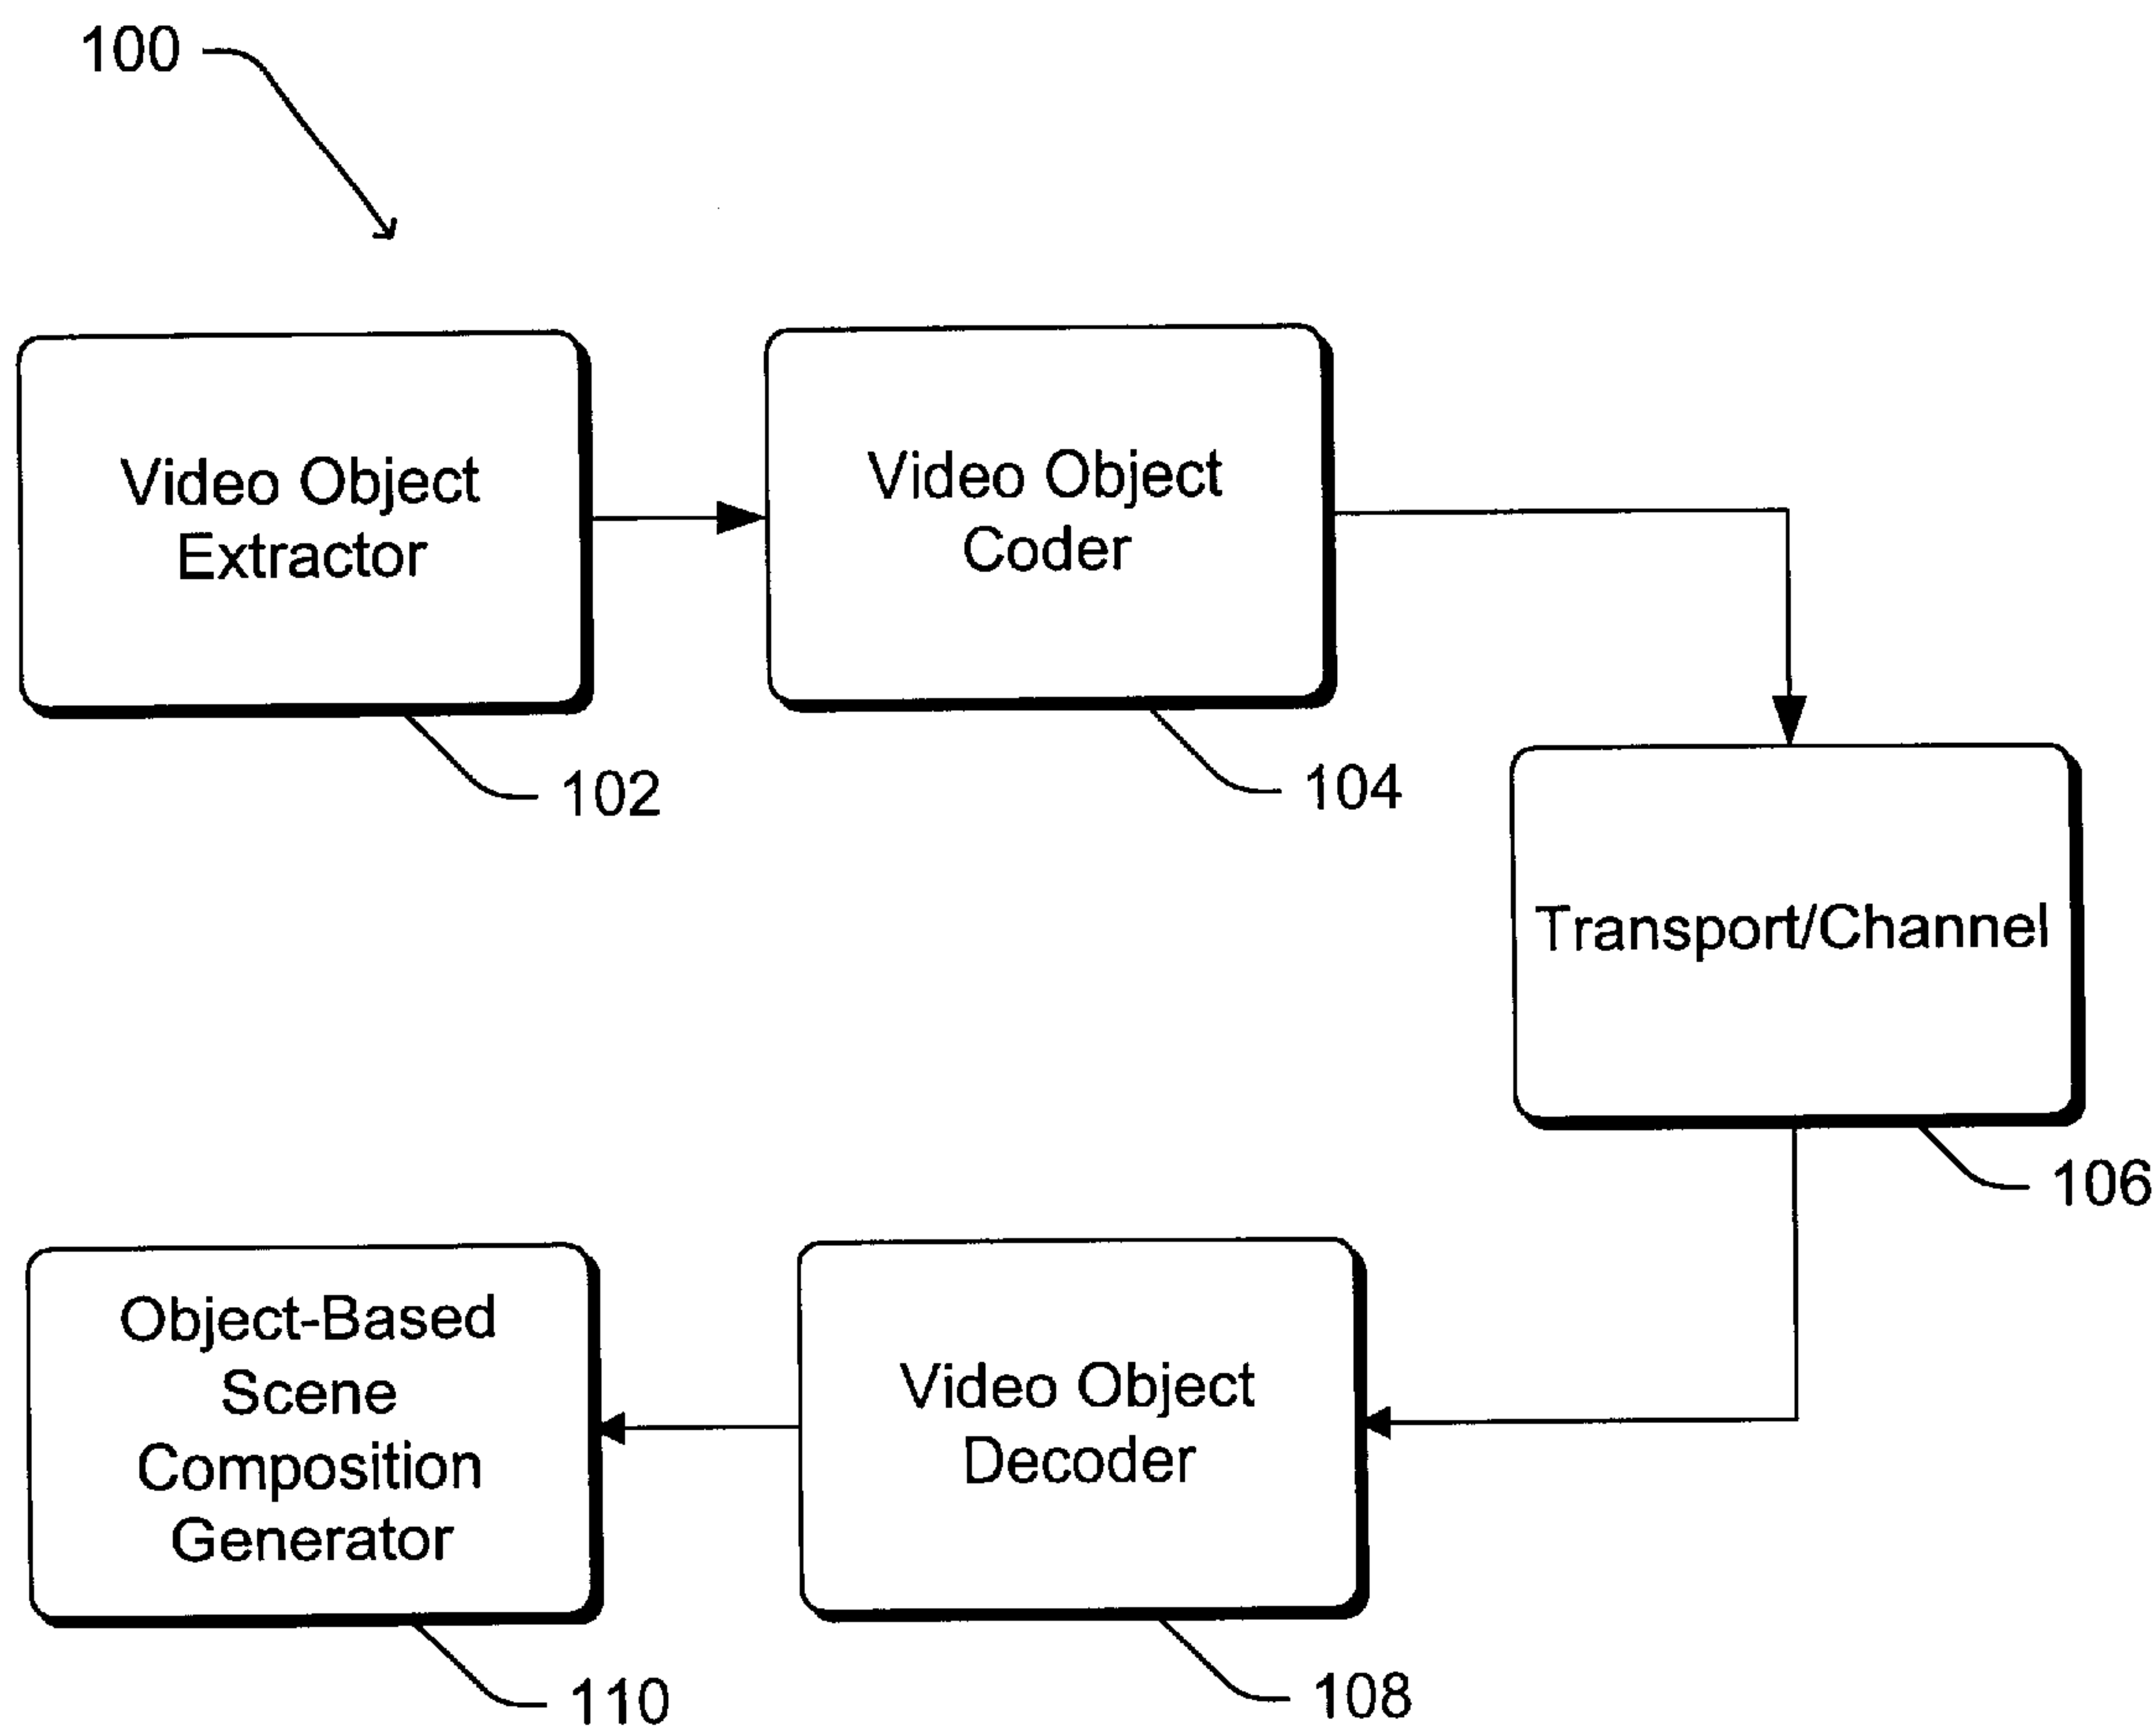 100
Video Object
Extractor
102
Video Object
Coder
104
Transport/Channel
106
Object-Based
Scene
Composition
Generator
110
Video Object
Decoder
108